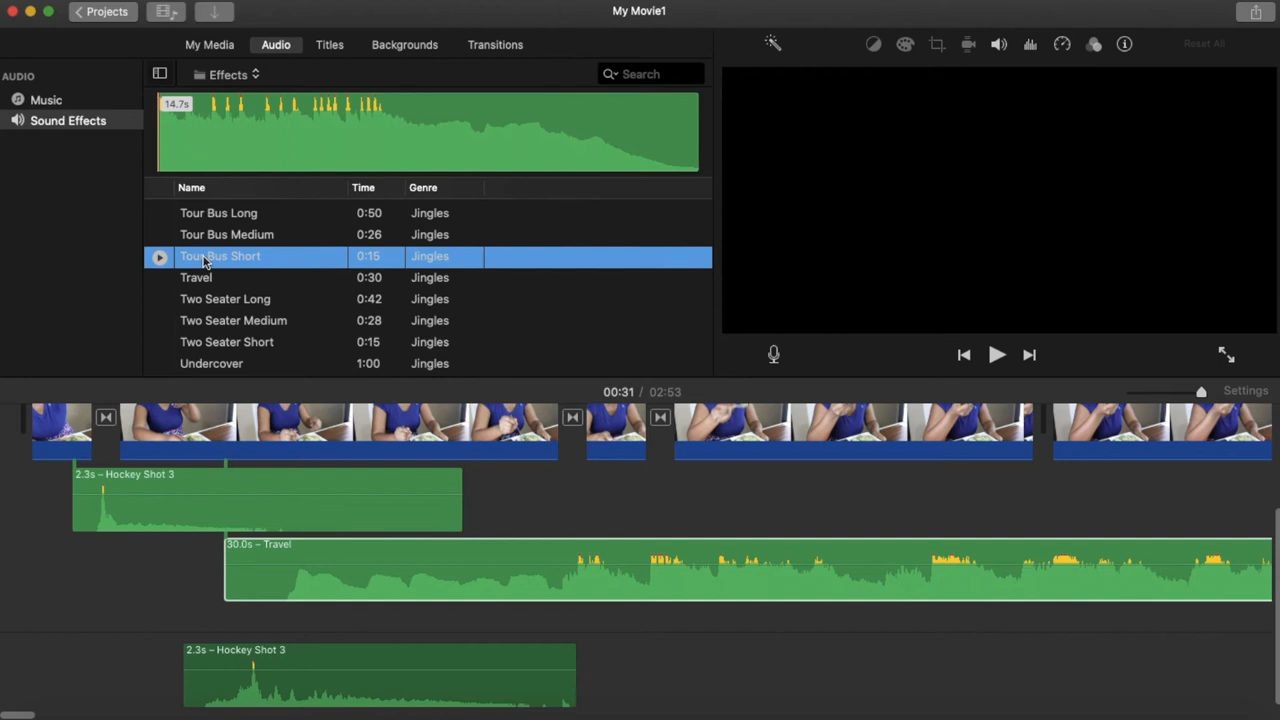 Projects
My Movie1
My Media Audio Titles Backgrounds Transitions
Reset All
AUDIO
Music
Sound Effects
Effects
Search
14.7s
Name Time Genre
Tour Bus Long 0:50 Jingles
Tour Bus Medium 0:26 Jingles
Tour Bus Short 0:15 Jingles
Travel 0:30 Jingles
Two Seater Long 0:42 Jingles
Two Seater Medium 0:28 Jingles
Two Seater Short 0:15 Jingles
Undercover 1:00 Jingles
00:31 / 02:53
Settings
2.3s – Hockey Shot 3
30.0s – Travel
2.3s – Hockey Shot 3